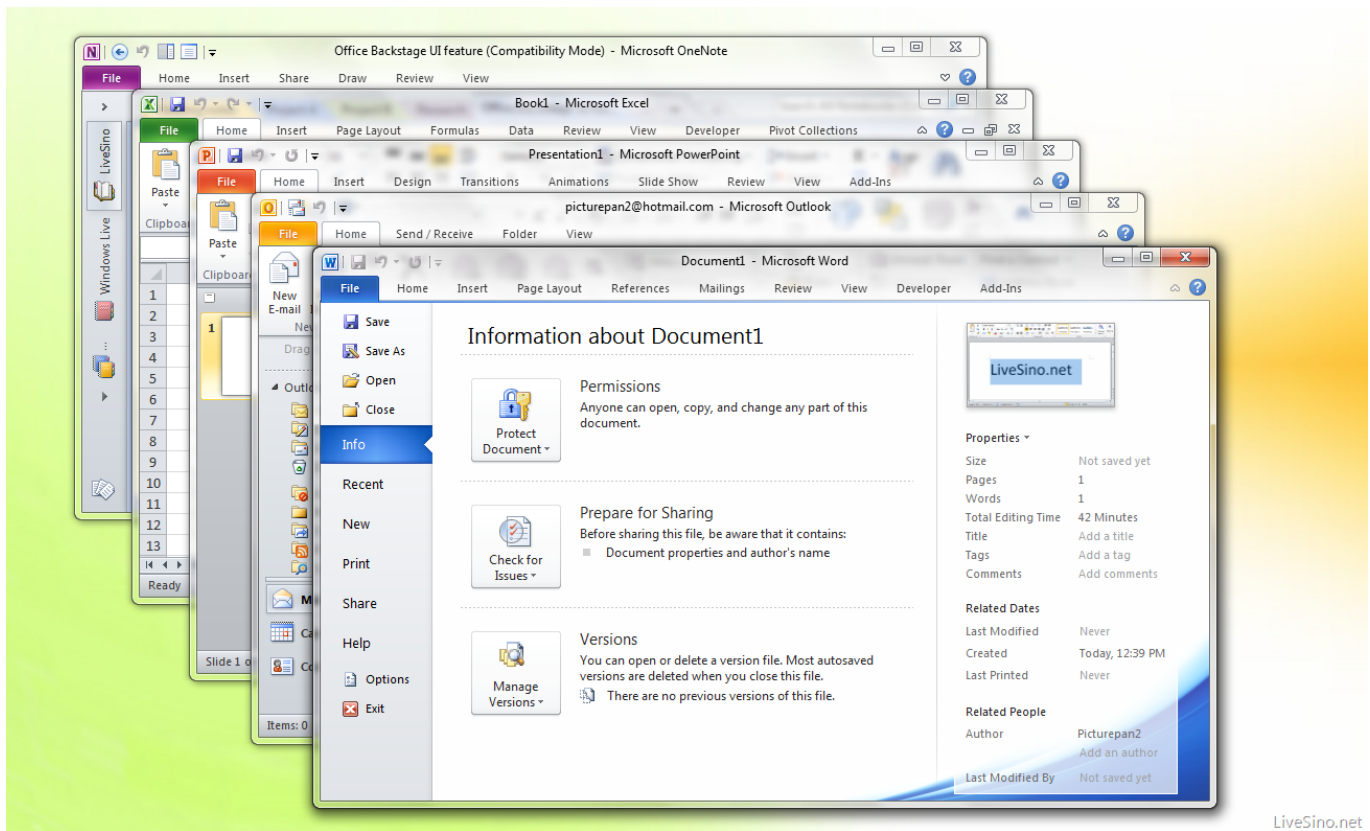 Office Backstage UI feature (Compatibility Mode) - Microsoft OneNote
File Home Insert Share Draw Review View
LiveSino
Windows Live
...
Book1 - Microsoft Excel
File Home Insert Page Layout Formulas Data Review View Developer Pivot Collections
Paste
1
2
3
4
5
6
7
8
9
10
11
12
13
Ready
Presentation1 - Microsoft PowerPoint
File Home Insert Design Transitions Animations Slide Show Review View Add-Ins
Paste
1
Slide 1
picturepan2@hotmail.com - Microsoft Outlook
File Home Send / Receive Folder View
New
E-mail
Items: 0
Document1 - Microsoft Word
File Home Insert Page Layout References Mailings Review View Developer Add-Ins
Save
Save As
Open
Close
Info
Recent
New
Print
Share
Help
Options
Exit
Information about Document1
Protect
Document
Permissions
Anyone can open, copy, and change any part of this
document.
Check for
Issues
Prepare for Sharing
Before sharing this file, be aware that it contains:
Document properties and author's name
Manage
Versions
Versions
You can open or delete a version file. Most autosaved
versions are deleted when you close this file.
There are no previous versions of this file.
LiveSino.net
Properties
Size Not saved yet
Pages 1
Words 1
Total Editing Time 42 Minutes
Title Add a title
Tags Add a tag
Comments Add comments
Related Dates
Last Modified Never
Created Today, 12:39 PM
Last Printed Never
Related People
Author Picturepan2
Add an author
Last Modified By Not saved yet
LiveSino.net